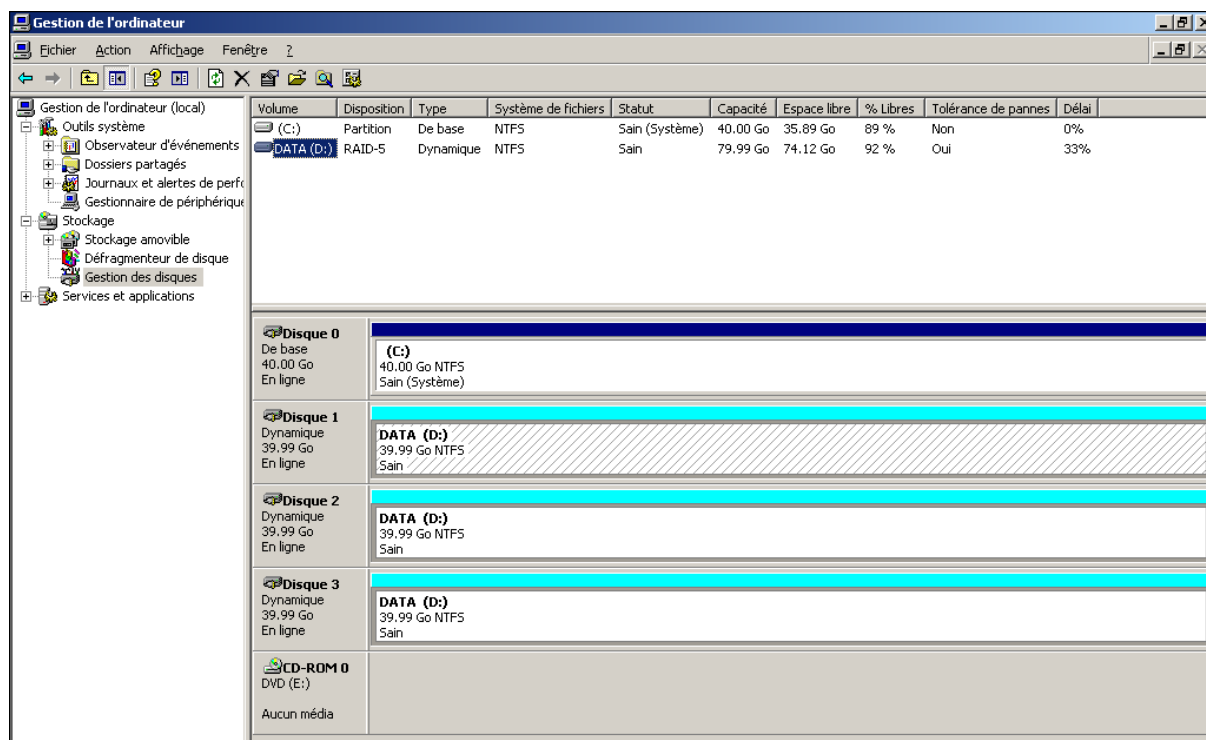 Gestion de l'ordinateur
Fichier Action Affichage Fenêtre ?
Gestion de l'ordinateur (local)
Outils système
Observateur d'événements
Dossiers partagés
Journaux et alertes de perfo
Gestionnaire de périphérique
Stockage
Stockage amovible
Défragmenteur de disque
Gestion des disques
Services et applications
Volume Disposition Type Système de fichiers Statut Capacité Espace libre % Libres Tolérance de pannes Délai
(C:) Partition De base NTFS Sain (Système) 40.00 Go 35.89 Go 89 % Non 0%
DATA (D:) RAID-5 Dynamique NTFS Sain 79.99 Go 74.12 Go 92 % Oui 33%
Disque 0
De base
40.00 Go
En ligne
(C:)
40.00 Go NTFS
Sain (Système)
Disque 1
Dynamique
39.99 Go
En ligne
DATA (D:)
39.99 Go NTFS
Sain
Disque 2
Dynamique
39.99 Go
En ligne
DATA (D:)
39.99 Go NTFS
Sain
Disque 3
Dynamique
39.99 Go
En ligne
DATA (D:)
39.99 Go NTFS
Sain
CD-ROM 0
DVD (E:)
Aucun média